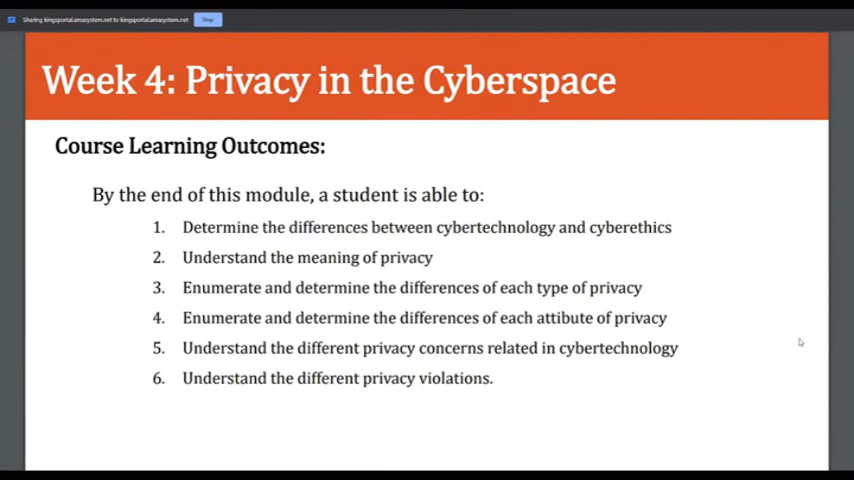 Sharing kingsportal.amasystem.net to kingsportal.amasystem.net Stop
Week 4: Privacy in the Cyberspace
Course Learning Outcomes:
By the end of this module, a student is able to:
1. Determine the differences between cybertechnology and cyberethics
2. Understand the meaning of privacy
3. Enumerate and determine the differences of each type of privacy
4. Enumerate and determine the differences of each attibute of privacy
5. Understand the different privacy concerns related in cybertechnology
6. Understand the different privacy violations.